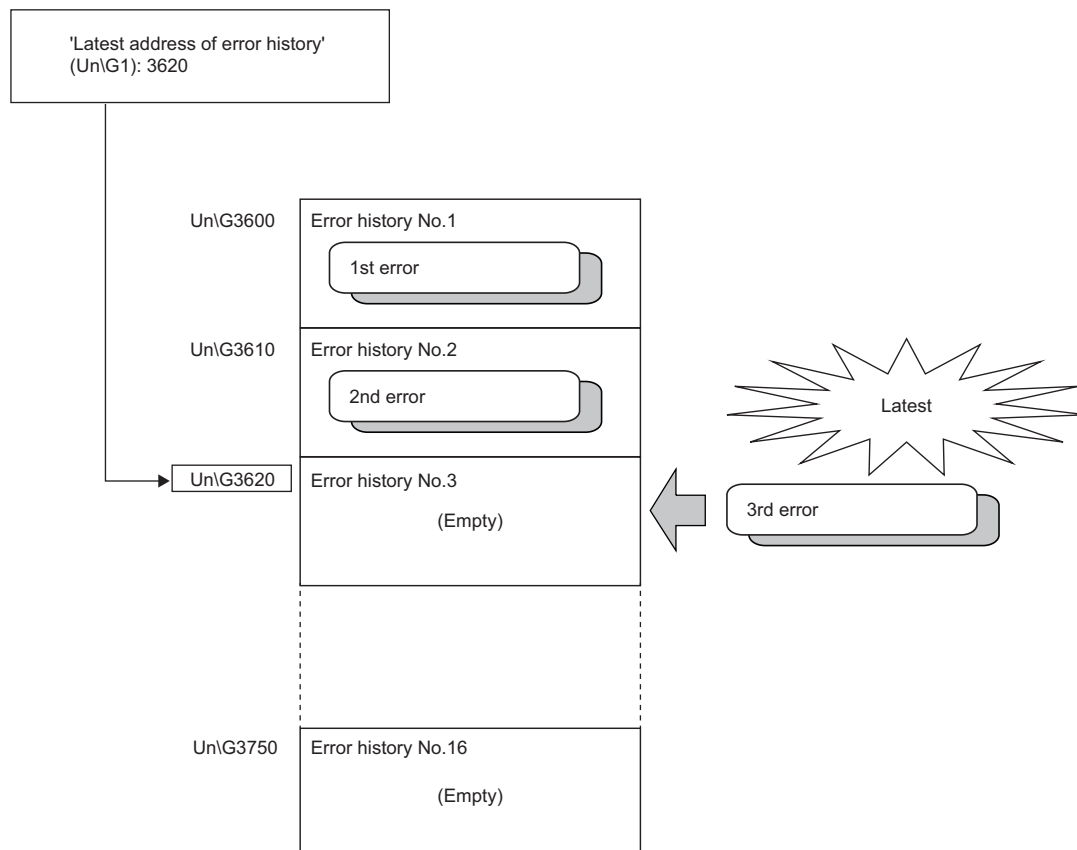 'Latest address of error history'
(Un\G1): 3620
Un\G3600
Error history No.1
1st error
Un\G3610
Error history No.2
2nd error
Latest
Un\G3620
Error history No.3
(Empty)
3rd error
Un\G3750
Error history No.16
(Empty)